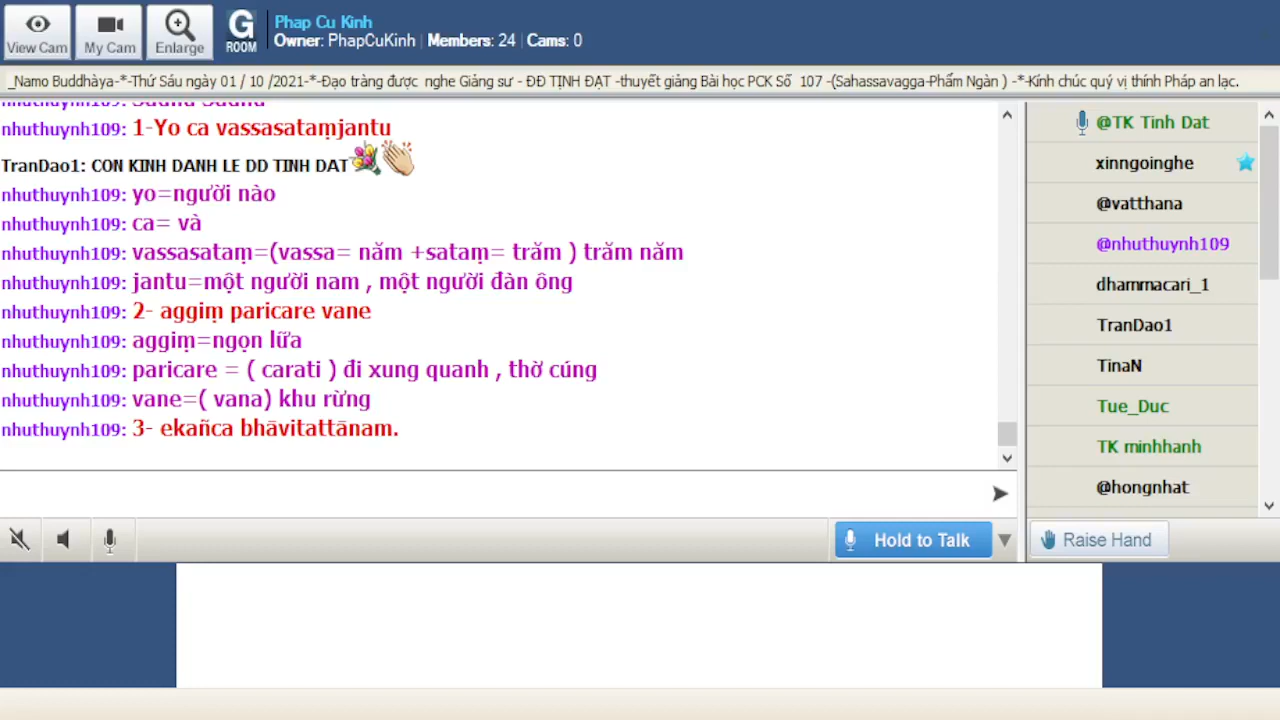 View Cam
My Cam
Enlarge
G
ROOM
Phap Cu Kinh
Owner: PhapCuKinh | Members: 24 | Cams: 0
_Namo Buddhàya-*-Thứ Sáu ngày 01 / 10 /2021-*-Đạo tràng được nghe Giảng sư - ĐĐ TỊNH ĐẠT -thuyết giảng Bài học PCK Số 107 -(Sahassavagga-Phẩm Ngàn ) -*-Kính chúc quý vị thính Pháp an lạc.
nhuthuynh109: Sādhu Sādhu
nhuthuynh109: 1-Yo ca vassasataṃjantu
TranDao1: CON KINH DANH LE DD TINH DAT
nhuthuynh109: yo=người nào
nhuthuynh109: ca= và
nhuthuynh109: vassasataṃ=(vassa= năm +sataṃ= trăm ) trăm năm
nhuthuynh109: jantu=một người nam , một người đàn ông
nhuthuynh109: 2- aggiṃ paricare vane
nhuthuynh109: aggiṃ=ngọn lữa
nhuthuynh109: paricare = ( carati ) đi xung quanh , thờ cúng
nhuthuynh109: vane=( vana) khu rừng
nhuthuynh109: 3- ekañca bhāvitattānam.
@TK Tinh Dat
xinngoinghe
@vatthana
@nhuthuynh109
dhammacari_1
TranDao1
TinaN
Tue_Duc
TK minhhanh
@hongnhat
Hold to Talk
Raise Hand